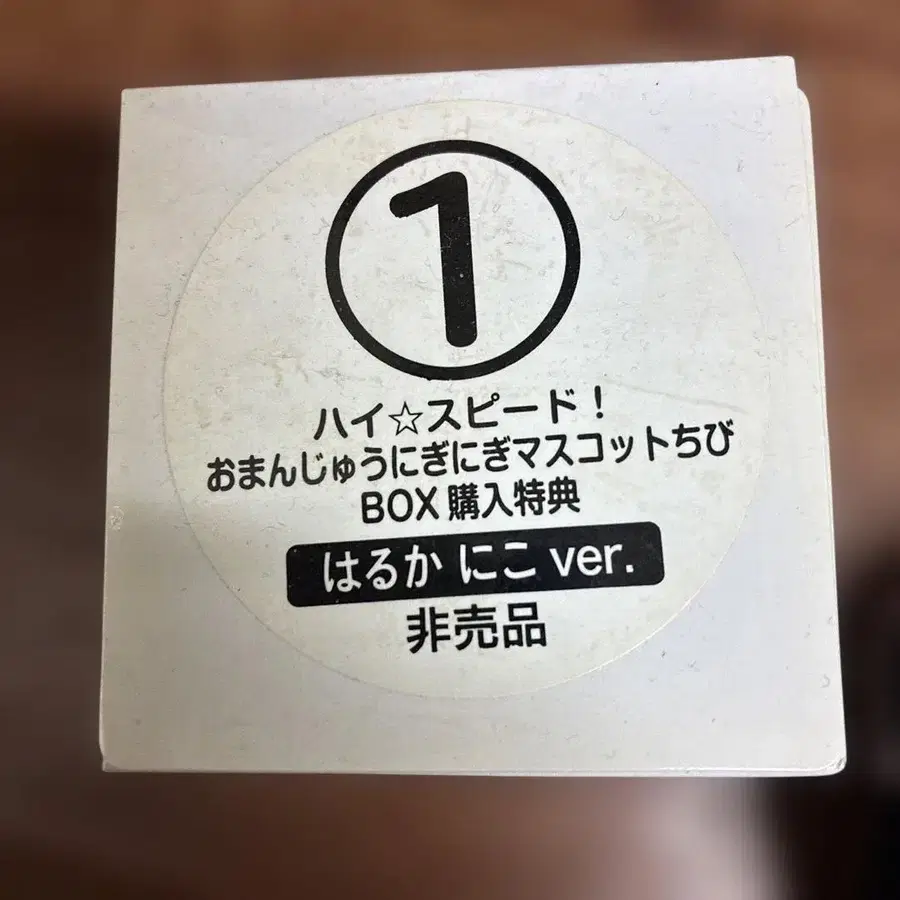 ①
ハイ☆スピード！
おまんじゅうにぎにぎマスコットちび
BOX 購入特典
はるか にこ ver.
非売品